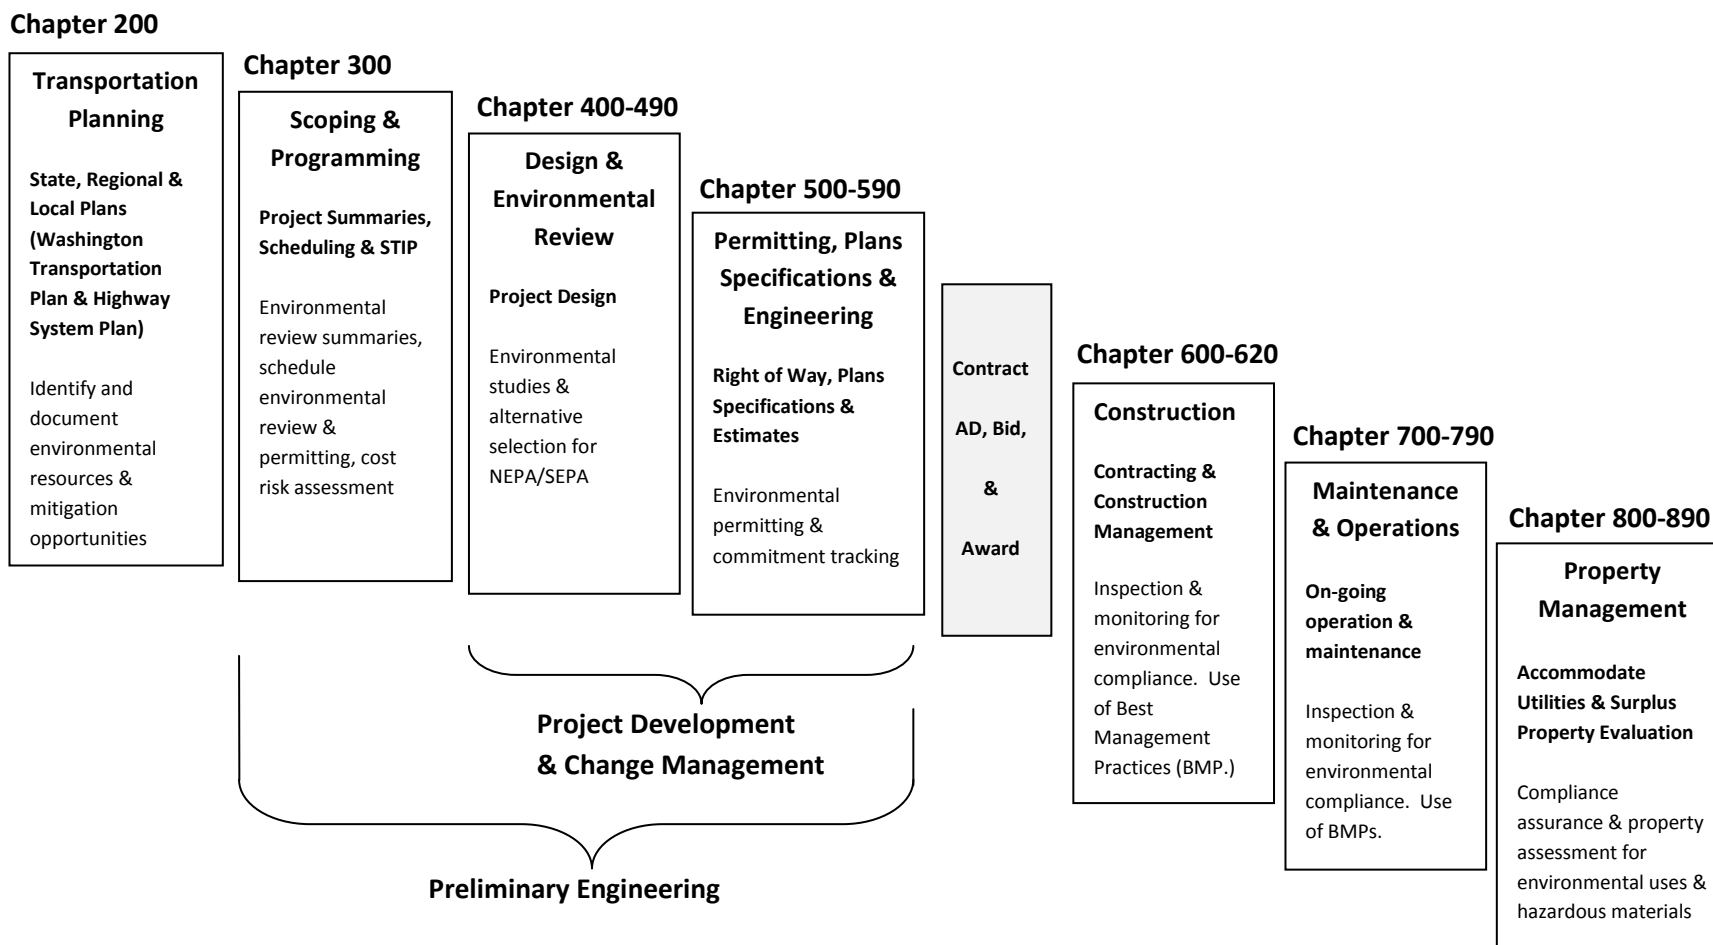 Chapter 200
Transportation
Planning
State, Regional &
Local Plans
(Washington
Transportation
Plan & Highway
System Plan)
Identify and
document
environmental
resources &
mitigation
opportunities
Chapter 300
Scoping &
Programming
Project Summaries,
Scheduling & STIP
Environmental
review summaries,
schedule
environmental
review &
permitting, cost
risk assessment
Chapter 400-490
Design &
Environmental
Review
Project Design
Environmental
studies &
alternative
selection for
NEPA/SEPA
Chapter 500-590
Permitting, Plans
Specifications &
Engineering
Right of Way, Plans
Specifications &
Estimates
Environmental
permitting &
commitment tracking
Contract
AD, Bid,
&
Award
Chapter 600-620
Construction
Contracting &
Construction
Management
Inspection &
monitoring for
environmental
compliance.  Use
of Best
Management
Practices (BMP.)
Chapter 700-790
Maintenance
& Operations
On-going
operation &
maintenance
Inspection &
monitoring for
environmental
compliance.  Use
of BMPs.
Chapter 800-890
Property
Management
Accommodate
Utilities & Surplus
Property Evaluation
Compliance
assurance & property
assessment for
environmental uses &
hazardous materials
Project Development
& Change Management
Preliminary Engineering